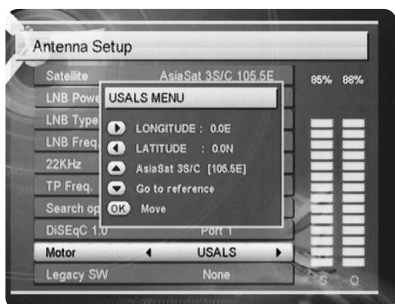 Antenna Setup
Satellite AsiaSat 3S/C 105.5E
85% 88%
LNB Powe
USALS MENU
LNB Type
LONGITUDE : 0.0E
LNB Freq
LATITUDE : 0.0N
22KHz
AsiaSat 3S/C [105.5E]
TP Freq.
Go to reference
Search op
OK Move
DiSEqC 1.0 Port 1
Motor USALS
Legacy SW None
S Q